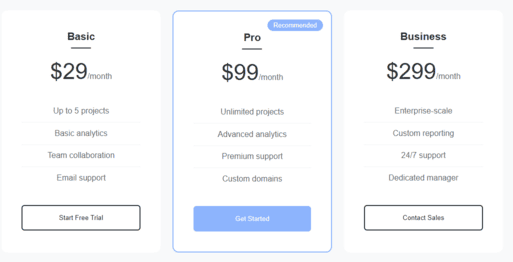 Basic
$29/month
Up to 5 projects
Basic analytics
Team collaboration
Email support
Start Free Trial
Recommended
Pro
$99/month
Unlimited projects
Advanced analytics
Premium support
Custom domains
Get Started
Business
$299/month
Enterprise-scale
Custom reporting
24/7 support
Dedicated manager
Contact Sales